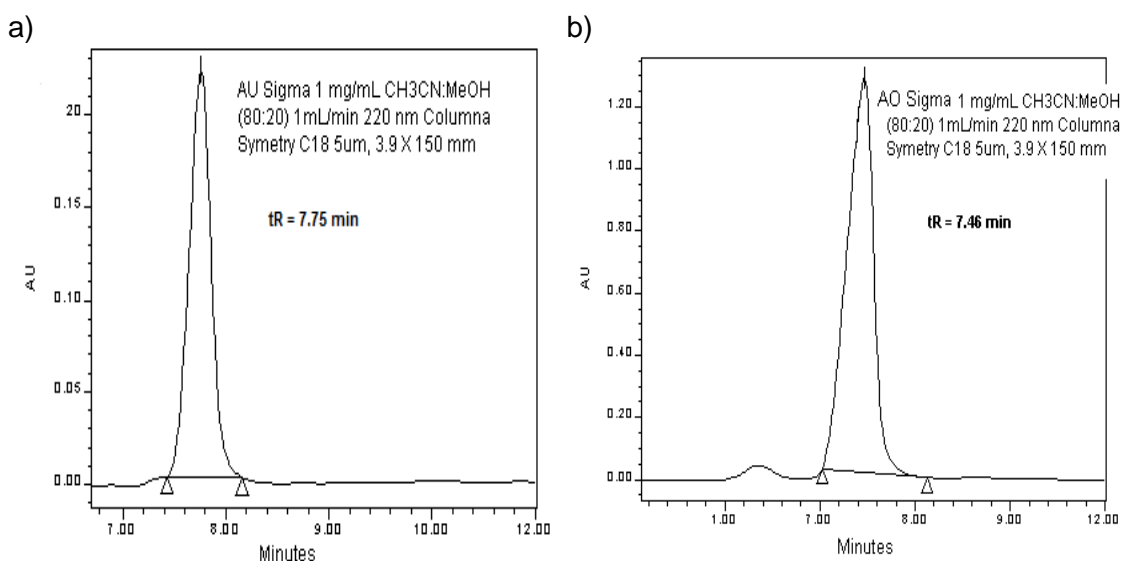 a)
AU Sigma 1 mg/mL CH3CN:MeOH
(80:20) 1mL/min 220 nm Columna
Symetry C18 5um, 3.9 X 150 mm
tR = 7.75 min
20
0.15
0.10
0.05
0.00
AU
7.00 8.00 9.00 10.00 12.00
Minutes
b)
AO Sigma 1 mg/mL CH3CN:MeOH
(80:20) 1mL/min 220 nm Columna
Symetry C18 5um, 3.9 X 150 mm
tR = 7.46 min
1.20
1.00
0.80
0.60
0.40
0.20
0.00
AU
1.00 7.00 8.00 9.00 10.00 12.00
Minutes